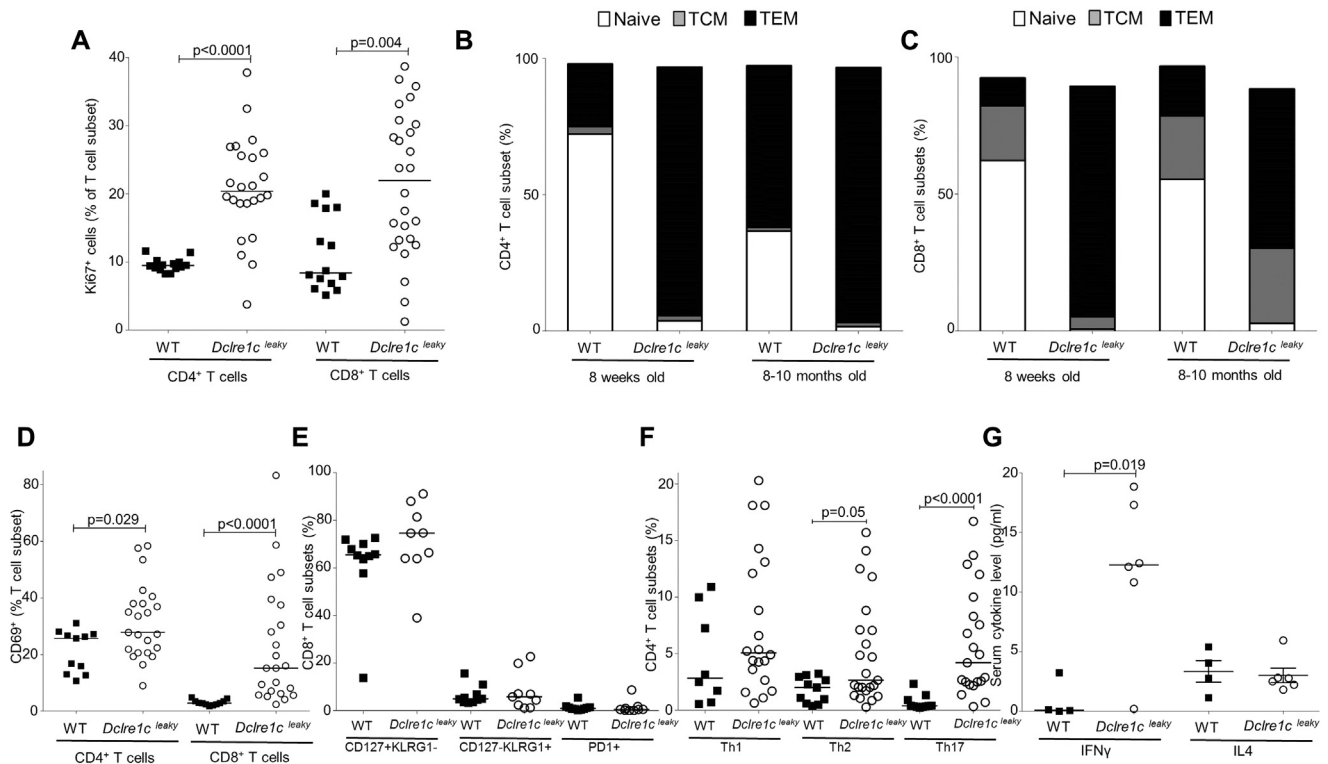 Naive TCM TEM
Naive TCM TEM
A
B
C
p<0.0001
p=0.004
40
30
20
10
0
Ki67+ cells (% of T cell subset)
WT Dclre1c leaky WT Dclre1c leaky
CD4+ T cells
CD8+ T cells
100
50
0
CD4+ T cell subset (%)
WT Dclre1c leaky WT Dclre1c leaky
8 weeks old
8-10 months old
100
50
0
CD8+ T cell subsets (%)
WT Dclre1c leaky WT Dclre1c leaky
8 weeks old
8-10 months old
D
E
F
G
p=0.029
p<0.0001
80
60
40
20
0
CD69+ (% T cell subset)
WT Dclre1c leaky WT Dclre1c leaky
CD4+ T cells
CD8+ T cells
100
80
60
40
20
0
CD8+ T cell subsets (%)
WT Dclre1c leaky WT Dclre1c leaky WT Dclre1c leaky
CD127+KLRG1-
CD127-KLRG1+
PD1+
p=0.05
p<0.0001
20
15
10
5
0
CD4+ T cell subsets (%)
WT Dclre1c leaky WT Dclre1c leaky WT Dclre1c leaky
Th1
Th2
Th17
p=0.019
20
15
10
5
0
Serum cytokine level (pg/ml)
WT Dclre1c leaky WT Dclre1c leaky
IFNγ
IL4